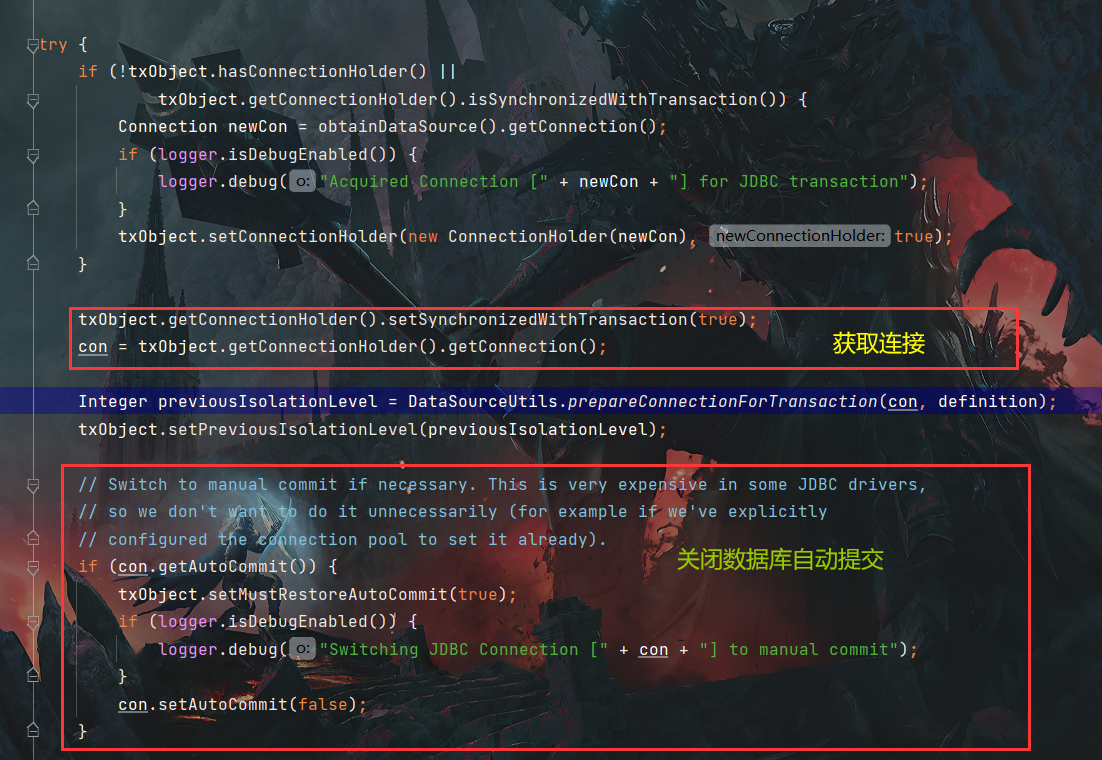 try {
if (!txObject.hasConnectionHolder() ||
txObject.getConnectionHolder().isSynchronizedWithTransaction()) {
Connection newCon = obtainDataSource().getConnection();
if (logger.isDebugEnabled()) {
logger.debug( o: "Acquired Connection [" + newCon + "] for JDBC transaction");
}
txObject.setConnectionHolder(new ConnectionHolder(newCon), newConnectionHolder: true);
}
txObject.getConnectionHolder().setSynchronizedWithTransaction(true);
con = txObject.getConnectionHolder().getConnection();
获取连接
Integer previousIsolationLevel = DataSourceUtils.prepareConnectionForTransaction(con, definition);
txObject.setPreviousIsolationLevel(previousIsolationLevel);
// Switch to manual commit if necessary. This is very expensive in some JDBC drivers,
// so we don't want to do it unnecessarily (for example if we've explicitly
// configured the connection pool to set it already).
关闭数据库自动提交
if (con.getAutoCommit()) {
txObject.setMustRestoreAutoCommit(true);
if (logger.isDebugEnabled()) {
logger.debug( o: "Switching JDBC Connection [" + con + "] to manual commit");
}
con.setAutoCommit(false);
}